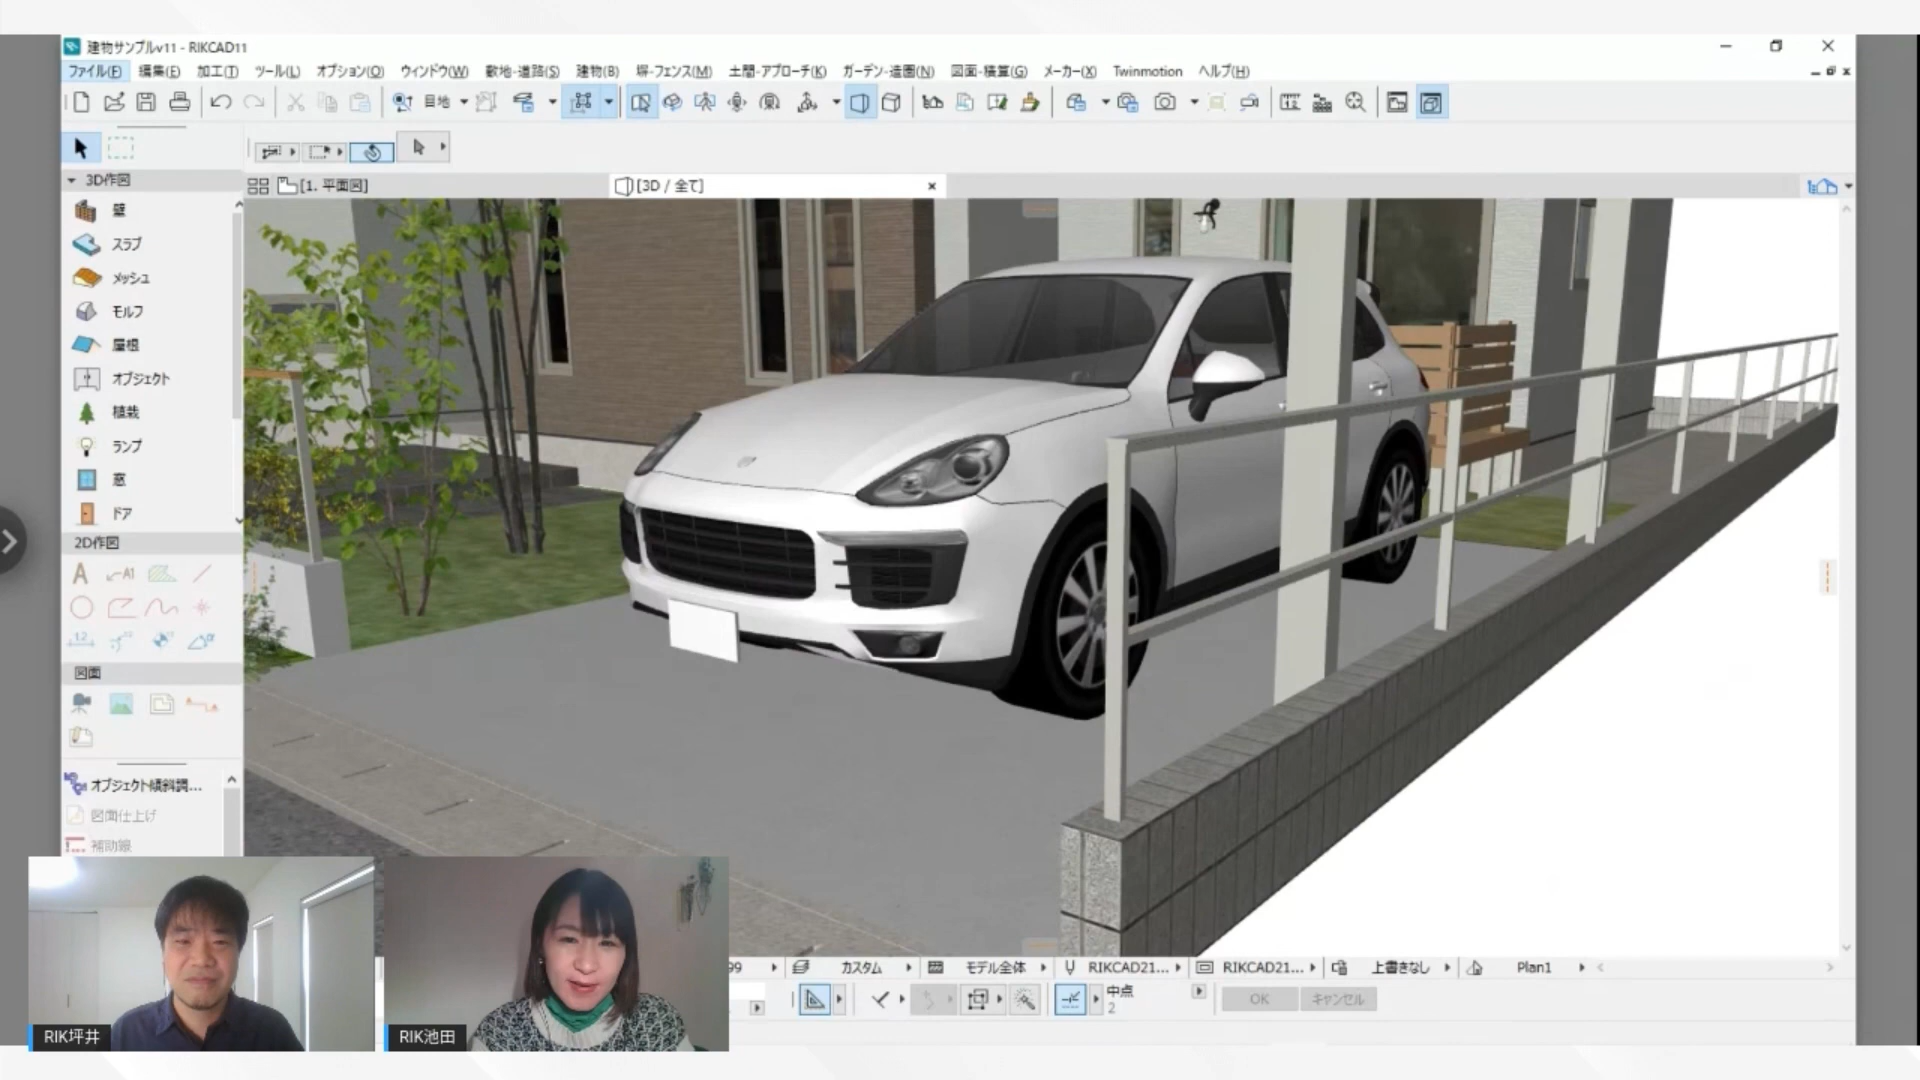 建物サンプルv11 - RIKCAD11
ファイル(F) 編集(E) 加工(T) ツール(L) オプション(O) ウィンドウ(W) 敷地-道路(S) 建物(B) 塀-フェンス(M) 土間-アプローチ(K) ガーデン-造園(N) 図面-積算(G) メーカー(X) Twinmotion ヘルプ(H)
目地
3D作図
[1. 平面図]
[3D / 全て]
壁
スラブ
メッシュ
モルフ
屋根
オブジェクト
植栽
ランプ
窓
ドア
2D作図
A A1
1.2
図面
オブジェクト傾斜調...
図面仕上げ
補助線
99 カスタム モデル全体 RIKCAD21... RIKCAD21... 上書きなし Plan1
中点
2
OK キャンセル
RIK坪井
RIK池田